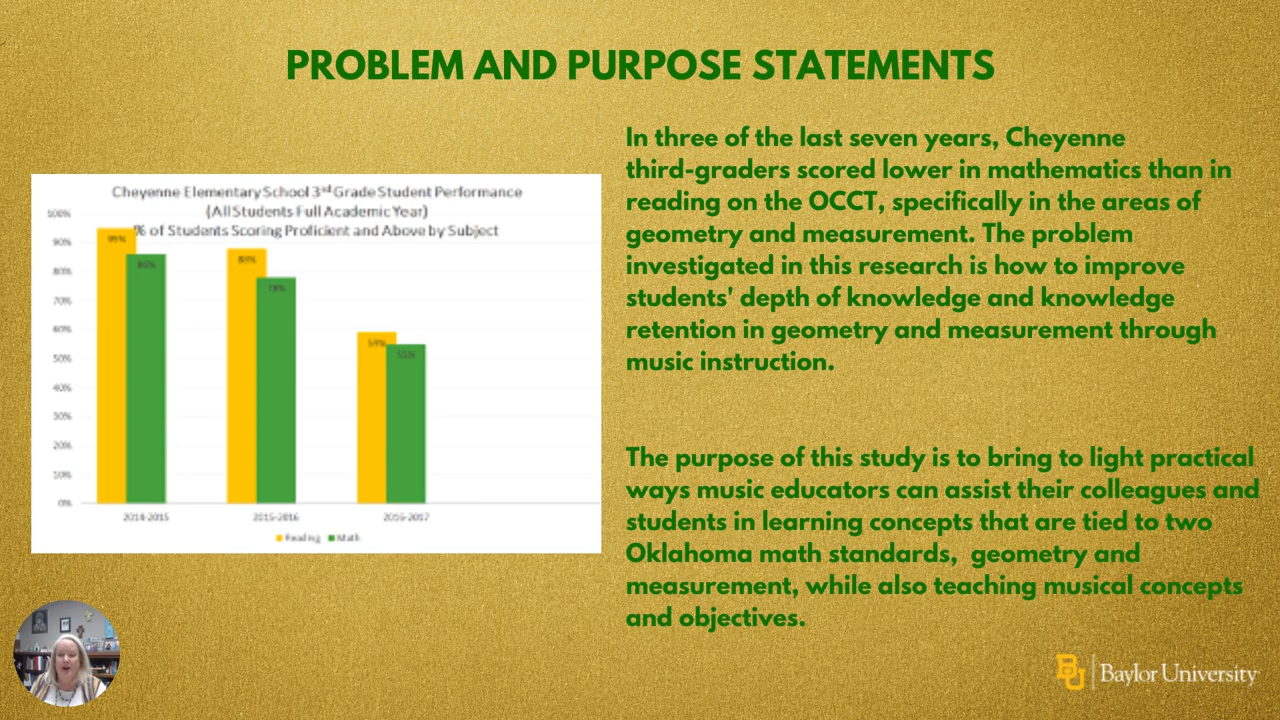 PROBLEM AND PURPOSE STATEMENTS
Cheyenne Elementary School 3rd Grade Student Performance
(All Students Full Academic Year)
% of Students Scoring Proficient and Above by Subject
100%
90%
80%
70%
60%
50%
40%
30%
20%
10%
0%
95%
86%
88%
78%
59%
55%
2014-2015
2015-2016
2016-2017
Reading
Math
In three of the last seven years, Cheyenne
third-graders scored lower in mathematics than in
reading on the OCCT, specifically in the areas of
geometry and measurement. The problem
investigated in this research is how to improve
students' depth of knowledge and knowledge
retention in geometry and measurement through
music instruction.
The purpose of this study is to bring to light practical
ways music educators can assist their colleagues and
students in learning concepts that are tied to two
Oklahoma math standards,  geometry and
measurement, while also teaching musical concepts
and objectives.
BU
Baylor University